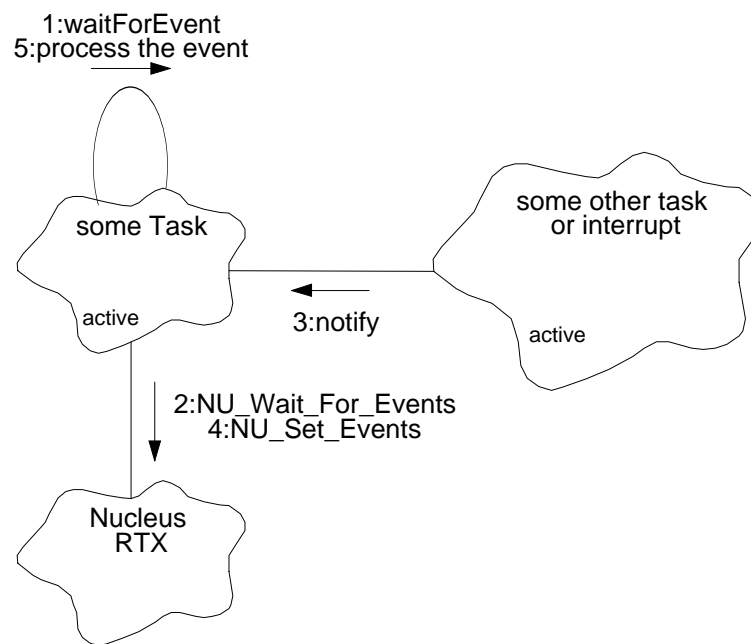 1:waitForEvent
5:process the event
some Task
active
some other task
or interrupt
active
3:notify
2:NU_Wait_For_Events
4:NU_Set_Events
Nucleus
RTX